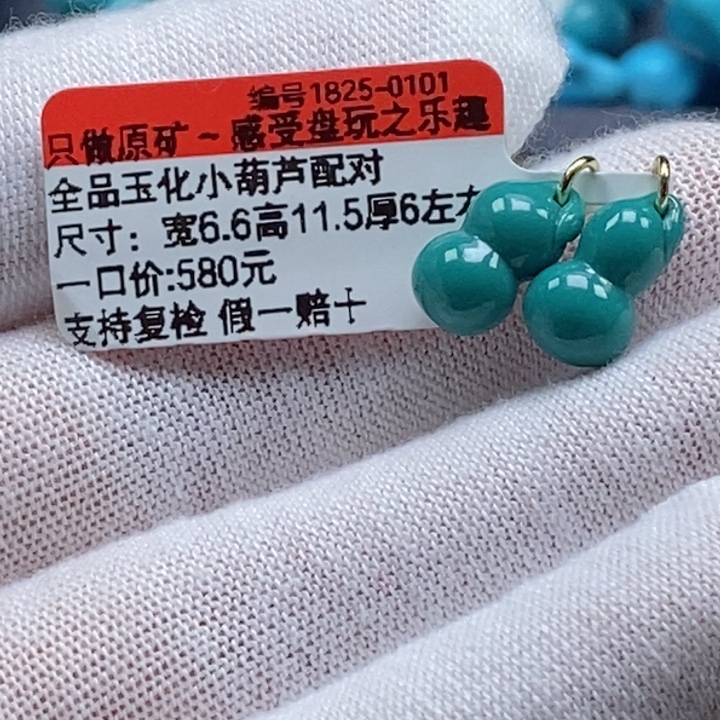 编号1825-0101
只做原矿~感受盘玩之乐趣
全品玉化小葫芦配对
尺寸：宽6.6高11.5厚6左右
一口价:580元
支持复检 假一赔十